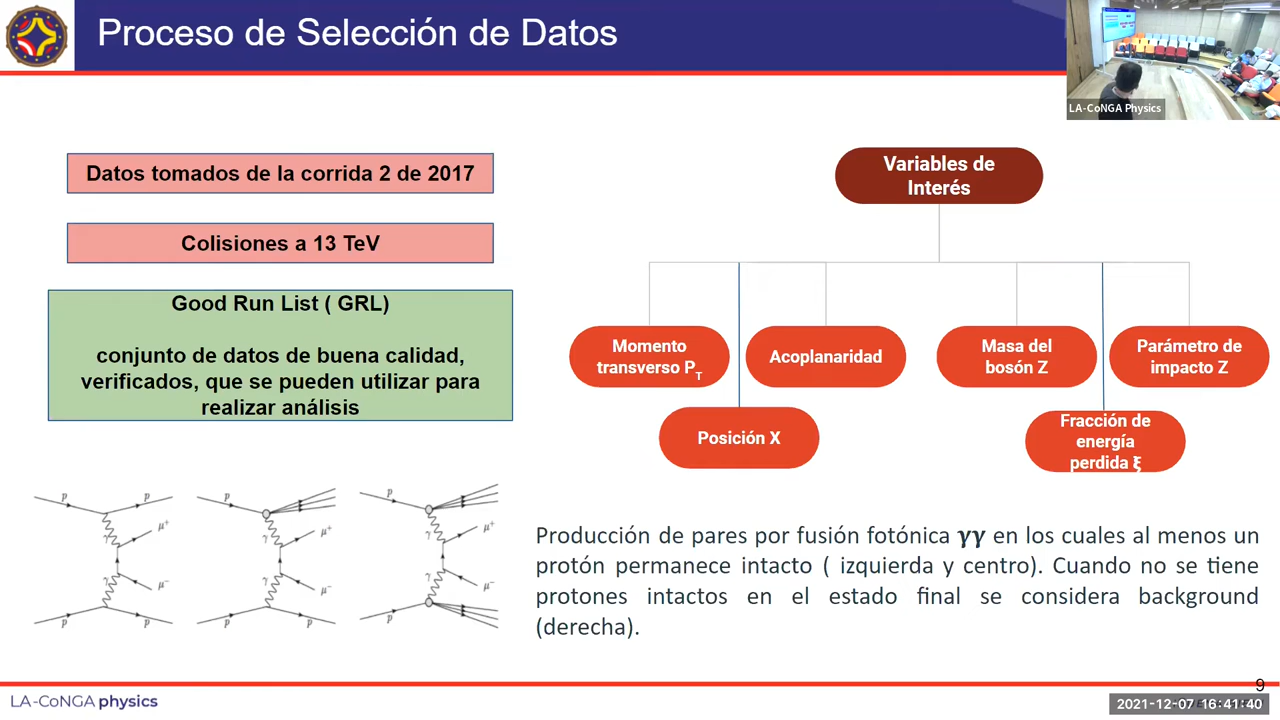 Proceso de Selección de Datos
LA-CoNGA Physics
Datos tomados de la corrida 2 de 2017
Colisiones a 13 TeV
Good Run List ( GRL)
conjunto de datos de buena calidad,
verificados, que se pueden utilizar para
realizar análisis
Variables de
Interés
Momento
transverso P_T
Acoplanaridad
Masa del
bosón Z
Parámetro de
impacto Z
Posición X
Fracción de
energía
perdida ξ
p p p p p
μ⁺ μ⁺ μ⁺
γ γ γ
γ γ γ
μ⁻ μ⁻ μ⁻
p p p p p
Producción de pares por fusión fotónica γγ en los cuales al menos un
protón permanece intacto ( izquierda y centro). Cuando no se tiene
protones intactos en el estado final se considera background
(derecha).
LA-CoNGA physics
9
2021-12-07 16:41:40